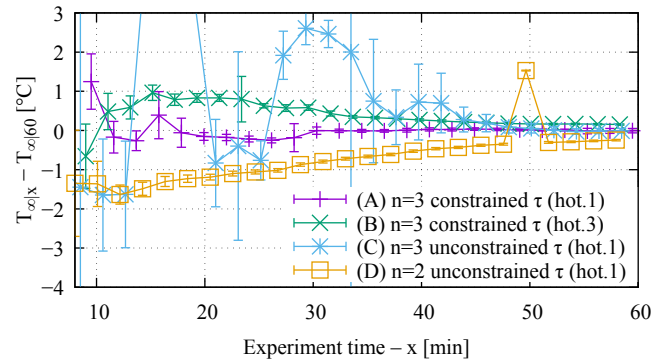 T∞|x − T∞|60 [°C]
3
2
1
0
−1
−2
−3
−4
(A) n=3 constrained τ (hot.1)
(B) n=3 constrained τ (hot.3)
(C) n=3 unconstrained τ (hot.1)
(D) n=2 unconstrained τ (hot.1)
10 20 30 40 50 60
Experiment time – x [min]